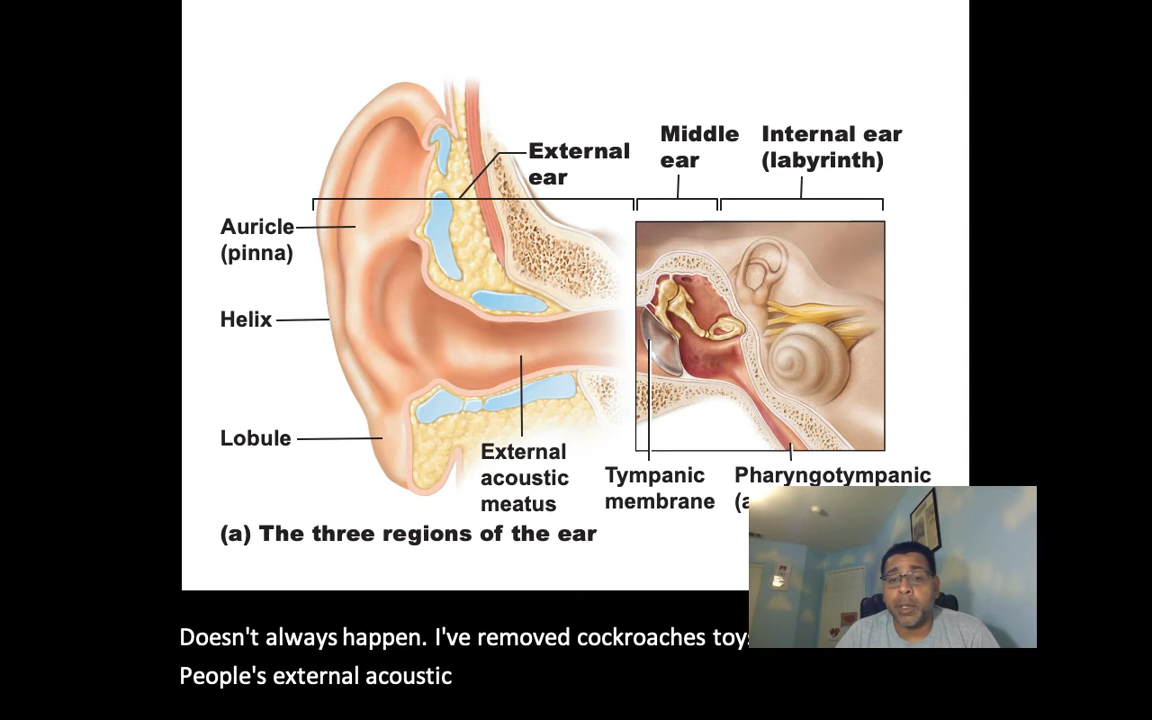 External
ear
Middle
ear
Internal ear
(labyrinth)
Auricle
(pinna)
Helix
Lobule
External
acoustic
meatus
Tympanic
membrane
Pharyngotympanic
(a) The three regions of the ear
Doesn't always happen. I've removed cockroaches toys
People's external acoustic